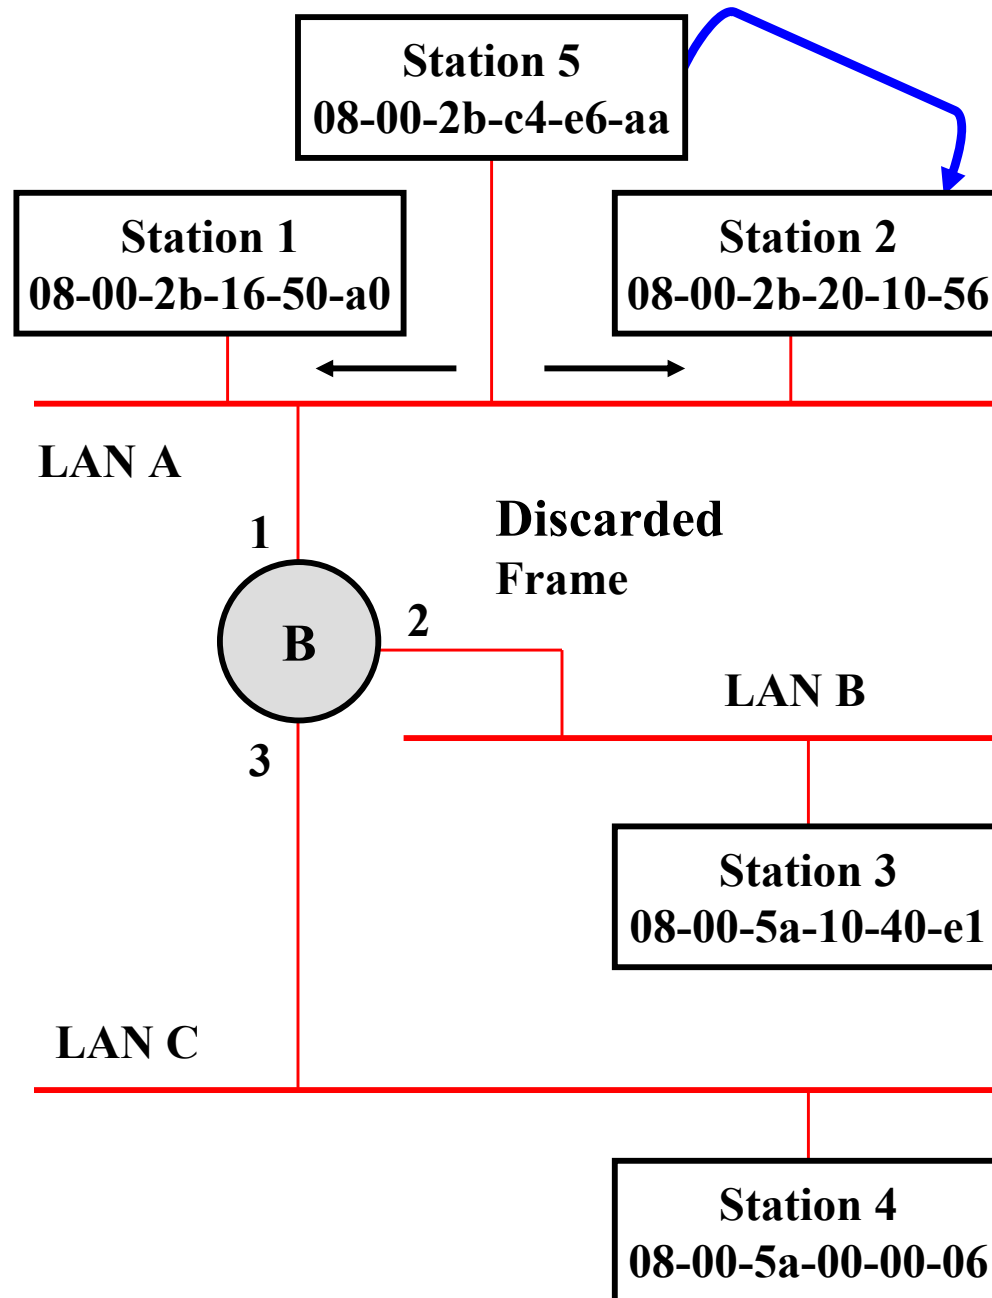 Station 5
08-00-2b-c4-e6-aa
Station 1
08-00-2b-16-50-a0
Station 2
08-00-2b-20-10-56
LAN A
1
Discarded
Frame
2
B
LAN B
3
Station 3
08-00-5a-10-40-e1
LAN C
Station 4
08-00-5a-00-00-06